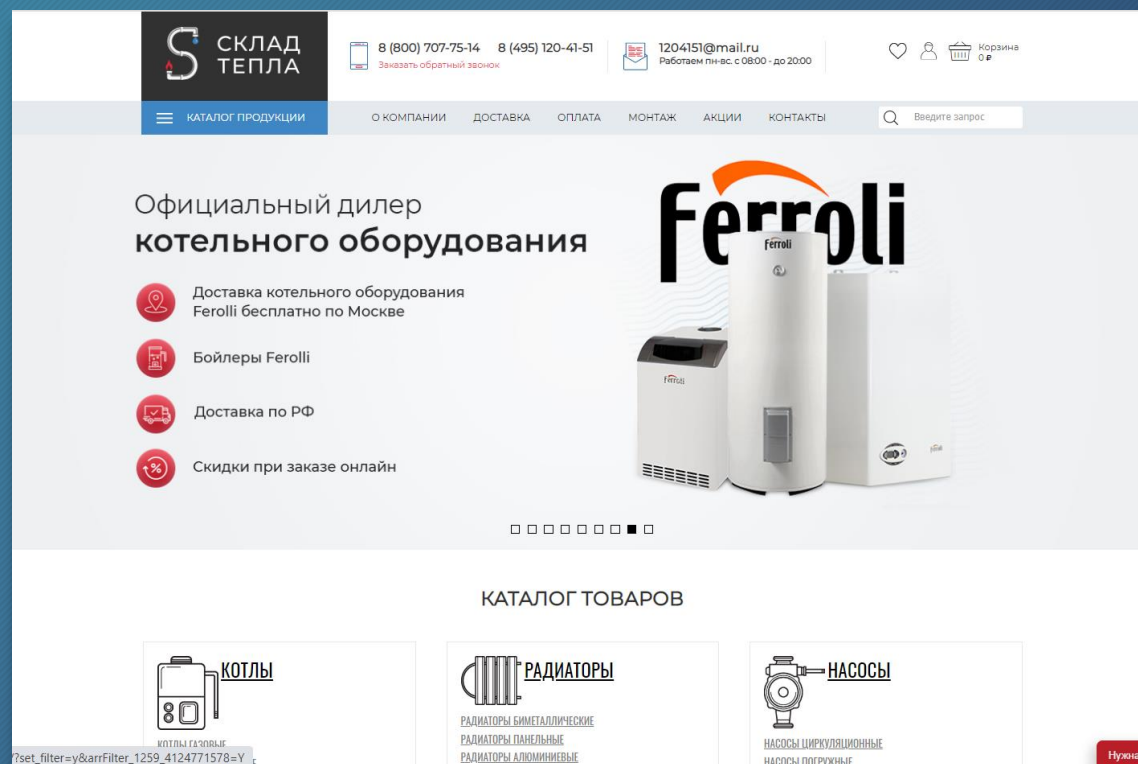 СКЛАД
ТЕПЛА
8 (800) 707-75-14 8 (495) 120-41-51
Заказать обратный звонок
1204151@mail.ru
Работаем пн-вс. с 08:00 - до 20:00
Корзина
0 ₽
КАТАЛОГ ПРОДУКЦИИ
О КОМПАНИИ ДОСТАВКА ОПЛАТА МОНТАЖ АКЦИИ КОНТАКТЫ
Введите запрос
Официальный дилер
котельного оборудования
Доставка котельного оборудования
Ferolli бесплатно по Москве
Бойлеры Ferolli
Доставка по РФ
Скидки при заказе онлайн
Ferroli
Ferroli
Ferroli
Ferroli
КАТАЛОГ ТОВАРОВ
КОТЛЫ
КОТЛЫ ГАЗОВЫЕ
РАДИАТОРЫ
РАДИАТОРЫ БИМЕТАЛЛИЧЕСКИЕ
РАДИАТОРЫ ПАНЕЛЬНЫЕ
РАДИАТОРЫ АЛЮМИНИЕВЫЕ
НАСОСЫ
НАСОСЫ ЦИРКУЛЯЦИОННЫЕ
НАСОСЫ ПОГРУЖНЫЕ
/?set_filter=y&arrFilter_1259_4124771578=Y
Нужна